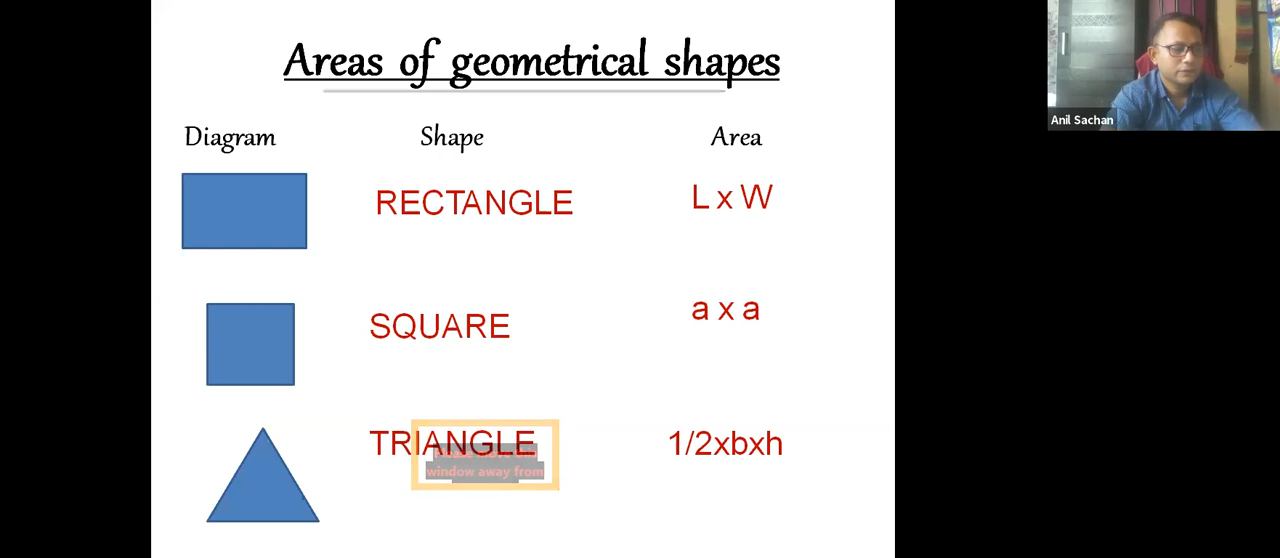 Areas of geometrical shapes
Anil Sachan
Diagram Shape Area
RECTANGLE L x W
SQUARE a x a
TRIANGLE 1/2xbxh
window away from